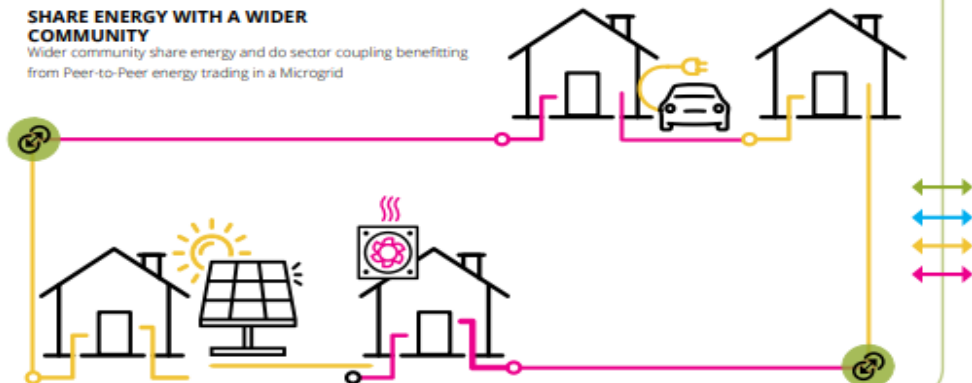 SHARE ENERGY WITH A WIDER
COMMUNITY
Wider community share energy and do sector coupling benefitting
from Peer-to-Peer energy trading in a Microgrid